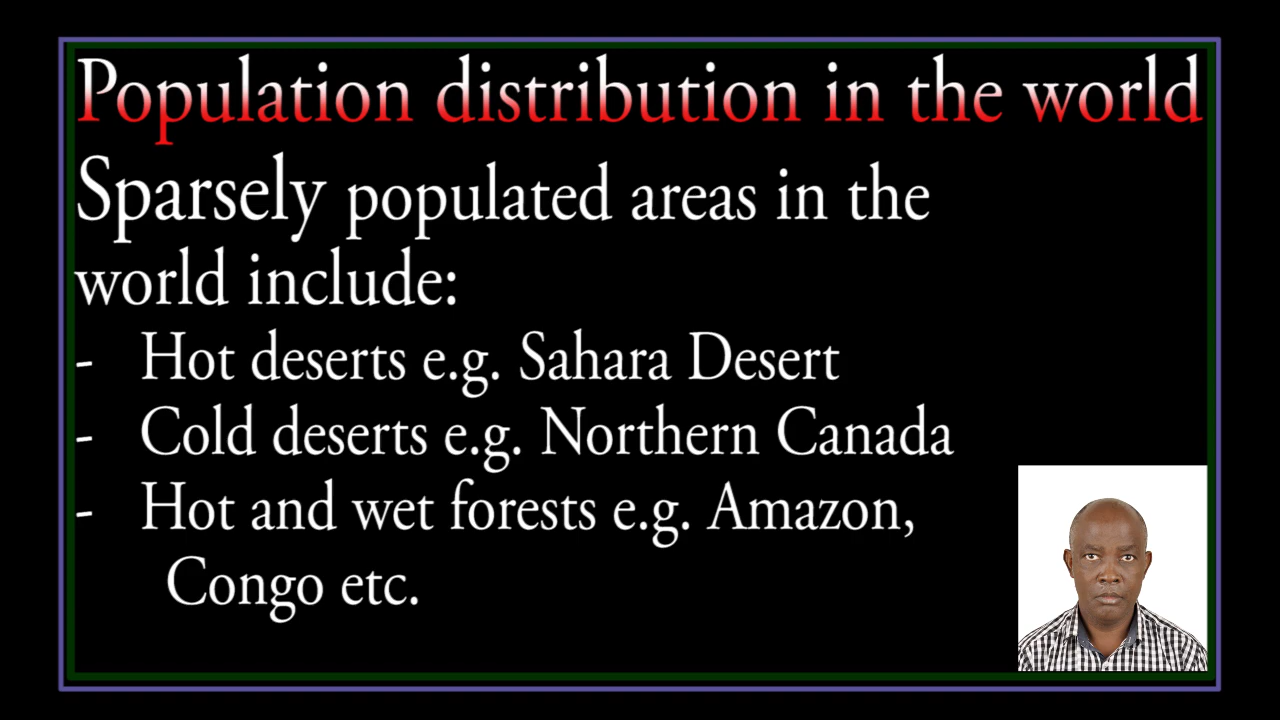 Population distribution in the world
Sparsely populated areas in the
world include:
- Hot deserts e.g. Sahara Desert
- Cold deserts e.g. Northern Canada
- Hot and wet forests e.g. Amazon,
Congo etc.